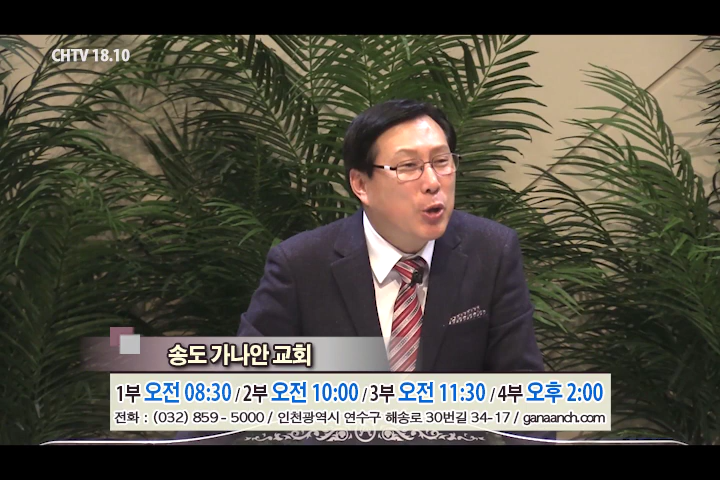 CHTV 18.10
송도 가나안 교회
1부 오전 08:30 / 2부 오전 10:00 / 3부 오전 11:30 / 4부 오후 2:00
전화 : (032) 859 - 5000 / 인천광역시 연수구 해송로 30번길 34-17 / ganaanch.com